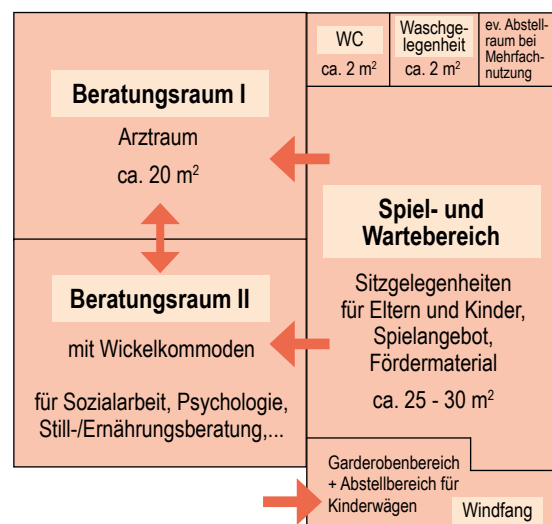 Beratungsraum I
Arztraum
ca. 20 m²
WC
ca. 2 m²
Waschge-
legenheit
ca. 2 m²
ev. Abstell-
raum bei
Mehrfach-
nutzung
Spiel- und
Wartebereich
Sitzgelegenheiten
für Eltern und Kinder,
Spielangebot,
Fördermaterial
ca. 25 - 30 m²
Beratungsraum II
mit Wickelkommoden
für Sozialarbeit, Psychologie,
Still-/Ernährungsberatung,...
Garderobenbereich
+ Abstellbereich für
Kinderwägen
Windfang